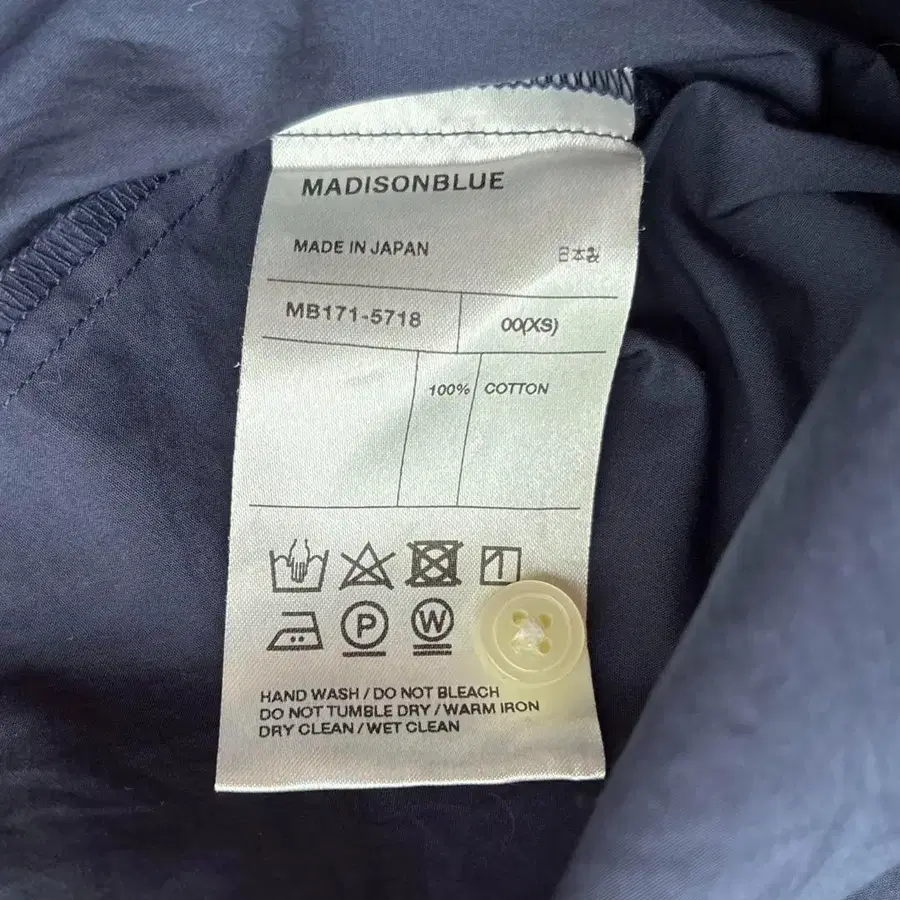 MADISONBLUE
MADE IN JAPAN 日本製
MB171-5718 00(XS)
100% COTTON
P W
HAND WASH / DO NOT BLEACH
DO NOT TUMBLE DRY / WARM IRON
DRY CLEAN / WET CLEAN